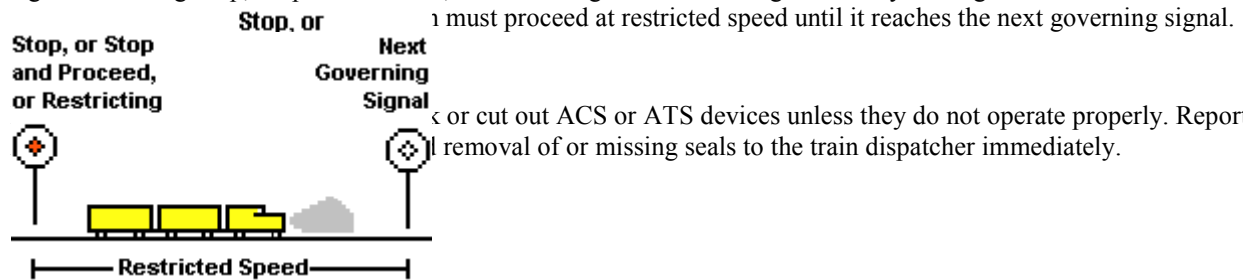 must proceed at restricted speed until it reaches the next governing signal.
Stop, or
Stop, or Stop
and Proceed,
or Restricting
Next
Governing
Signal
or cut out ACS or ATS devices unless they do not operate properly. Report
removal of or missing seals to the train dispatcher immediately.
Restricted Speed